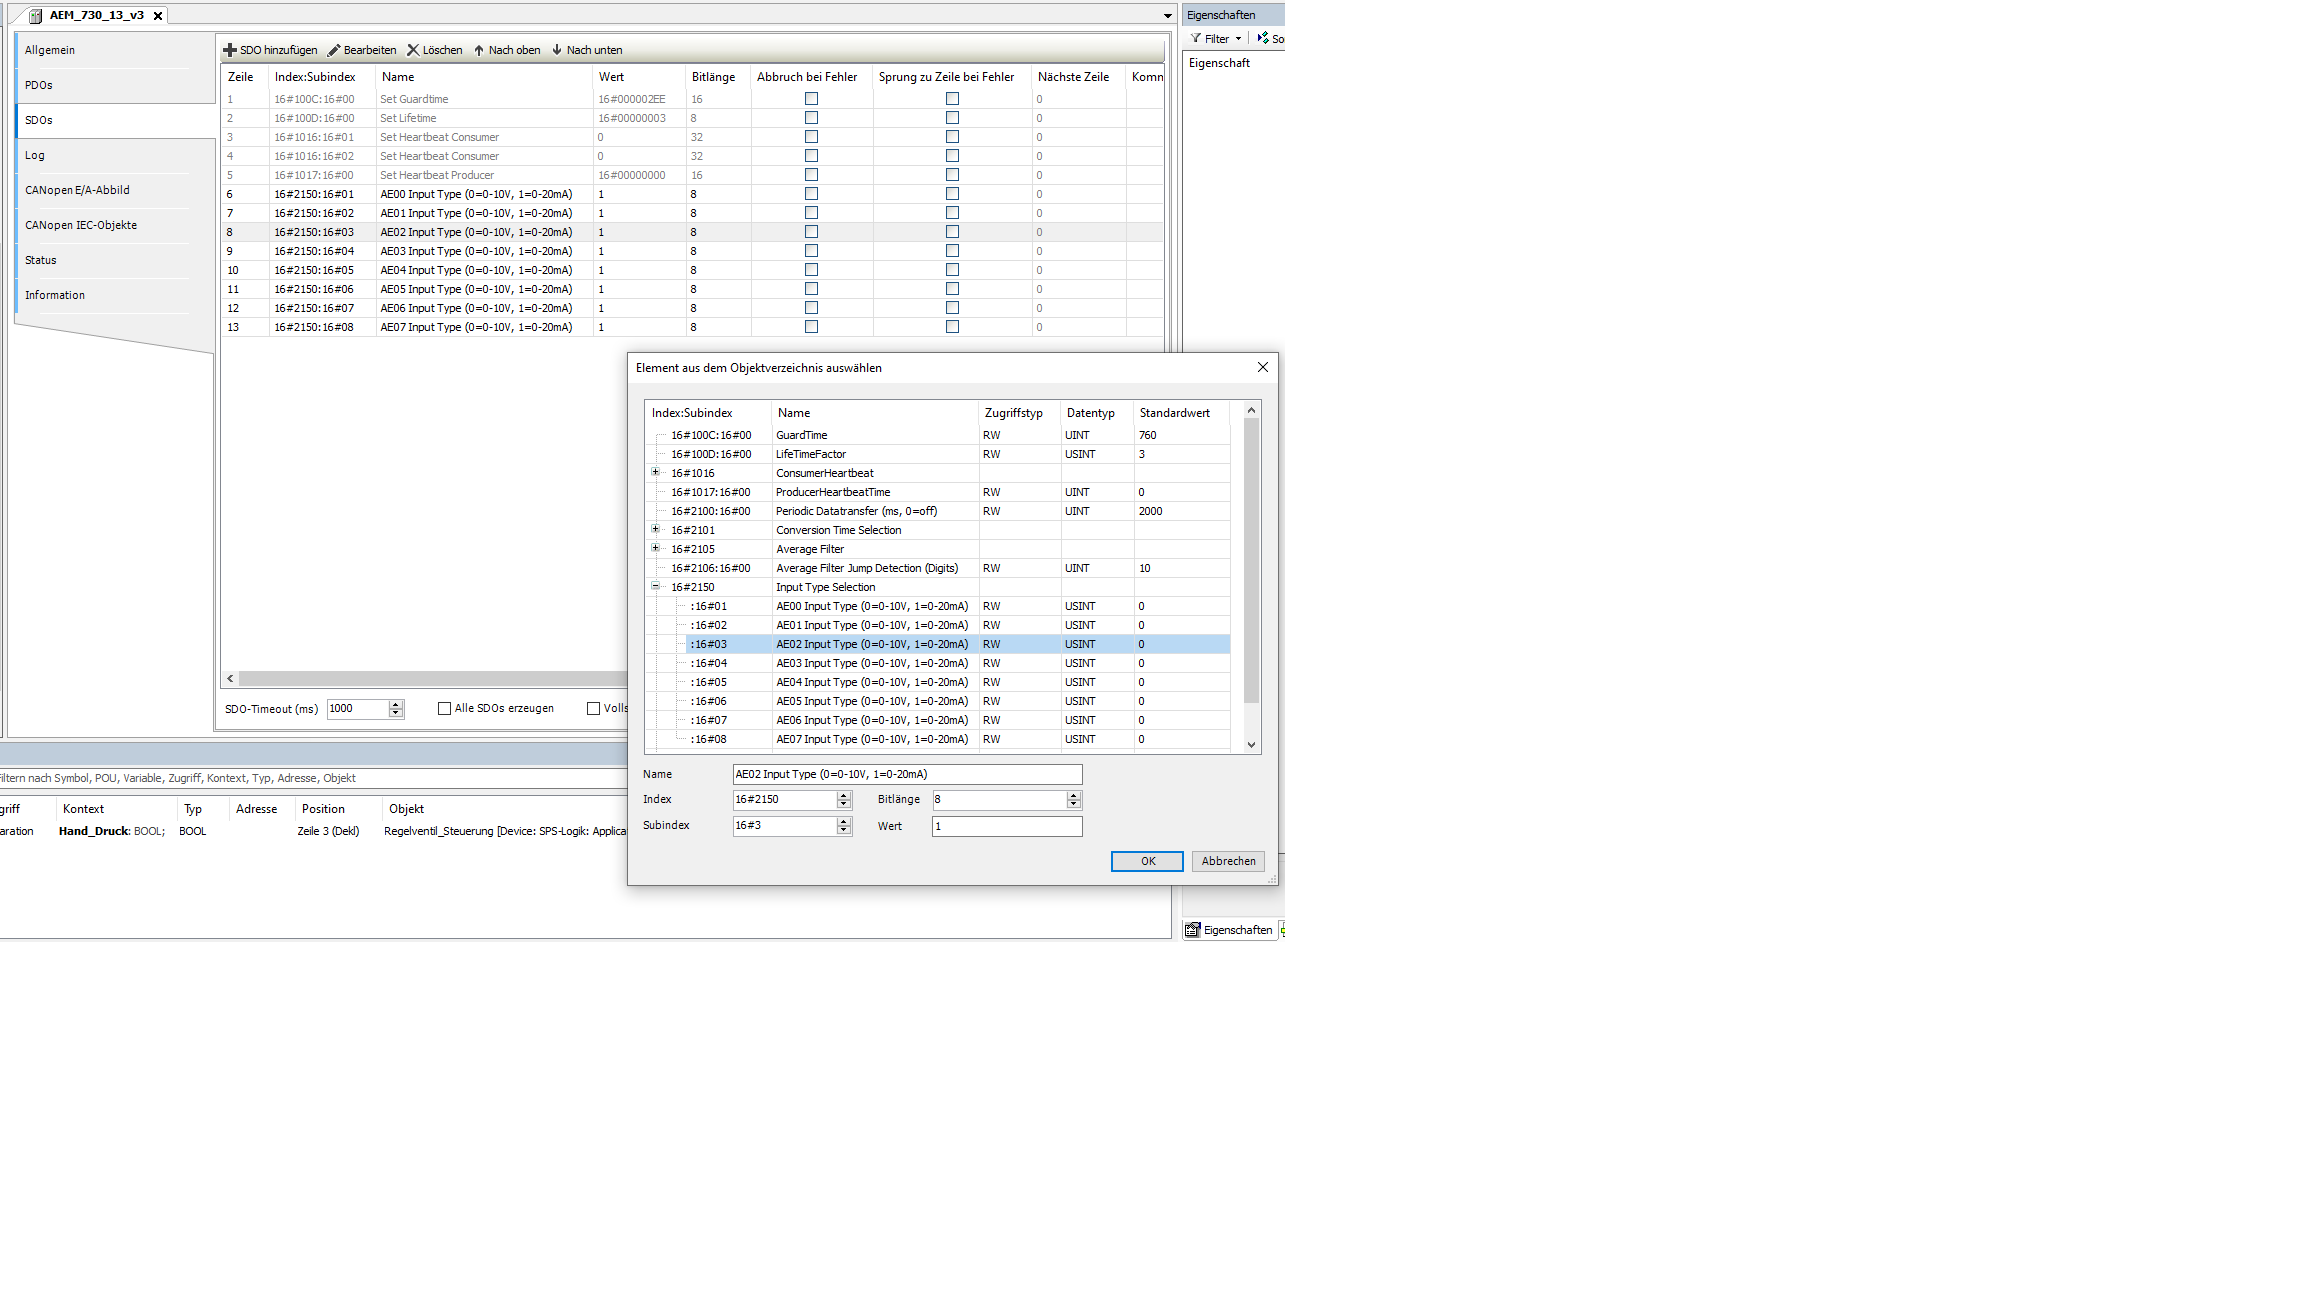 AEM_730_13_v3
Eigenschaften
Allgemein
PDOs
SDOs
Log
CANopen E/A-Abbild
CANopen IEC-Objekte
Status
Information
SDO hinzufügen Bearbeiten Löschen Nach oben Nach unten
Filter
Eigenschaft
Zeile Index:Subindex Name Wert Bitlänge Abbruch bei Fehler Sprung zu Zeile bei Fehler Nächste Zeile
1 16#100C:16#00 Set Guardtime 16#000002EE 16 0
2 16#100D:16#00 Set Lifetime 16#00000003 8 0
3 16#1016:16#01 Set Heartbeat Consumer 0 32 0
4 16#1016:16#02 Set Heartbeat Consumer 0 32 0
5 16#1017:16#00 Set Heartbeat Producer 16#00000000 16 0
6 16#2150:16#01 AE00 Input Type (0=0-10V, 1=0-20mA) 1 8 0
7 16#2150:16#02 AE01 Input Type (0=0-10V, 1=0-20mA) 1 8 0
8 16#2150:16#03 AE02 Input Type (0=0-10V, 1=0-20mA) 1 8 0
9 16#2150:16#04 AE03 Input Type (0=0-10V, 1=0-20mA) 1 8 0
10 16#2150:16#05 AE04 Input Type (0=0-10V, 1=0-20mA) 1 8 0
11 16#2150:16#06 AE05 Input Type (0=0-10V, 1=0-20mA) 1 8 0
12 16#2150:16#07 AE06 Input Type (0=0-10V, 1=0-20mA) 1 8 0
13 16#2150:16#08 AE07 Input Type (0=0-10V, 1=0-20mA) 1 8 0
SDO-Timeout (ms) 1000 Alle SDOs erzeugen
Element aus dem Objektverzeichnis auswählen
Index:Subindex Name Zugriffstyp Datentyp Standardwert
16#100C:16#00 GuardTime RW UINT 760
16#100D:16#00 LifeTimeFactor RW USINT 3
16#1016 ConsumerHeartbeat
16#1017:16#00 ProducerHeartbeatTime RW UINT 0
16#2100:16#00 Periodic Datatransfer (ms, 0=off) RW UINT 2000
16#2101 Conversion Time Selection
16#2105 Average Filter
16#2106:16#00 Average Filter Jump Detection (Digits) RW UINT 10
16#2150 Input Type Selection
:16#01 AE00 Input Type (0=0-10V, 1=0-20mA) RW USINT 0
:16#02 AE01 Input Type (0=0-10V, 1=0-20mA) RW USINT 0
:16#03 AE02 Input Type (0=0-10V, 1=0-20mA) RW USINT 0
:16#04 AE03 Input Type (0=0-10V, 1=0-20mA) RW USINT 0
:16#05 AE04 Input Type (0=0-10V, 1=0-20mA) RW USINT 0
:16#06 AE05 Input Type (0=0-10V, 1=0-20mA) RW USINT 0
:16#07 AE06 Input Type (0=0-10V, 1=0-20mA) RW USINT 0
:16#08 AE07 Input Type (0=0-10V, 1=0-20mA) RW USINT 0
Name AE02 Input Type (0=0-10V, 1=0-20mA)
Index 16#2150 Bitlänge 8
Subindex 16#3 Wert 1
OK Abbrechen
nach Symbol, POU, Variable, Zugriff, Kontext, Typ, Adresse, Objekt
Kontext Typ Adresse Position Objekt
Hand_Druck: BOOL; BOOL Zeile 3 (Dekl) Regelventil_Steuerung [Device: SPS-Logik:
Eigenschaften